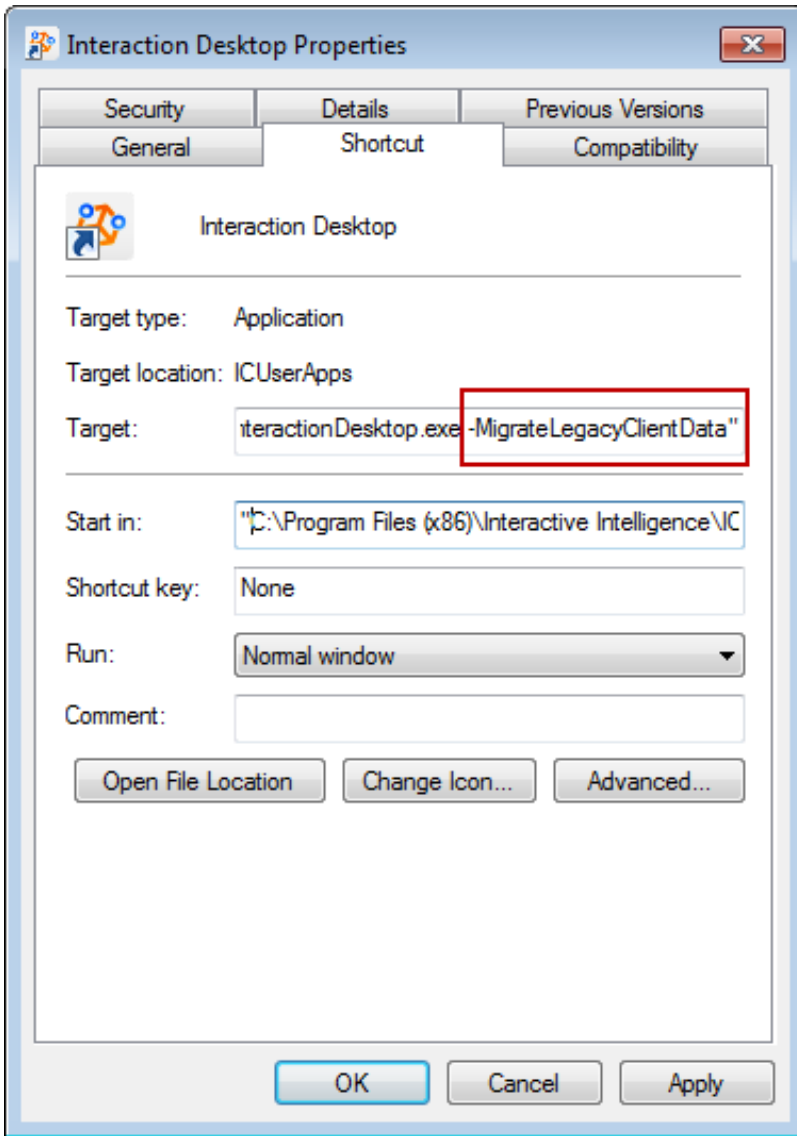 Interaction Desktop Properties
Security Details Previous Versions
General Shortcut Compatibility
Interaction Desktop
Target type: Application
Target location: ICUserApps
Target: nteractionDesktop.exe -MigrateLegacyClientData"
Start in: "C:\Program Files (x86)\Interactive Intelligence\IC
Shortcut key: None
Run: Normal window
Comment:
Open File Location Change Icon... Advanced...
OK Cancel Apply